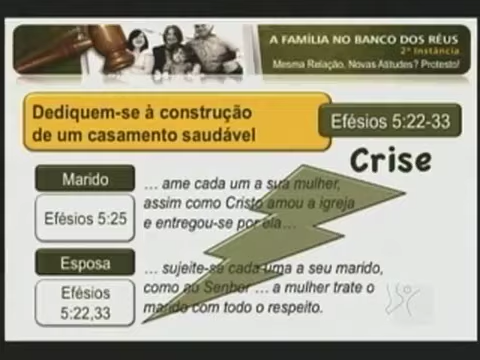 A FAMÍLIA NO BANCO DOS RÉUS
2ª Instância
Mesma Relação, Novas Atitudes? Protesto!
Dediquem-se à construção
de um casamento saudável
Efésios 5:22-33
Crise
Marido
Efésios 5:25
... ame cada um a sua mulher,
assim como Cristo amou a igreja
e entregou-se por ela...
Esposa
Efésios
5:22,33
... sujeite-se cada uma a seu marido,
como ao Senhor ... a mulher trate o
marido com todo o respeito.